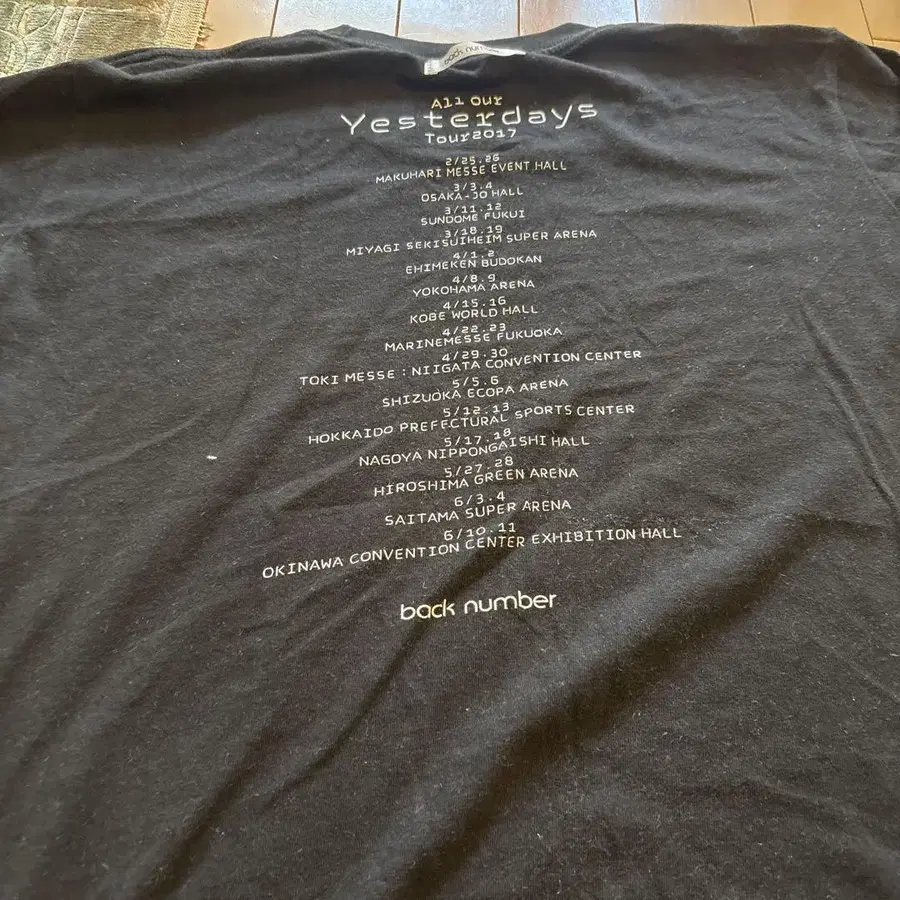 back number
All Our
Yesterdays
Tour2017
2/25.26
MAKUHARI MESSE EVENT HALL
3/3.4
OSAKA-JO HALL
3/11.12
SUNDOME FUKUI
3/18.19
MIYAGI SEKISUIHEIM SUPER ARENA
4/1.2
EHIMEKEN BUDOKAN
4/8.9
YOKOHAMA ARENA
4/15.16
KOBE WORLD HALL
4/22.23
MARINEMESSE FUKUOKA
4/29.30
TOKI MESSE : NIIGATA CONVENTION CENTER
5/5.6
SHIZUOKA ECOPA ARENA
5/12.13
HOKKAIDO PREFECTURAL SPORTS CENTER
5/17.18
NAGOYA NIPPONGAISHI HALL
5/27.28
HIROSHIMA GREEN ARENA
6/3.4
SAITAMA SUPER ARENA
6/10.11
OKINAWA CONVENTION CENTER EXHIBITION HALL
back number